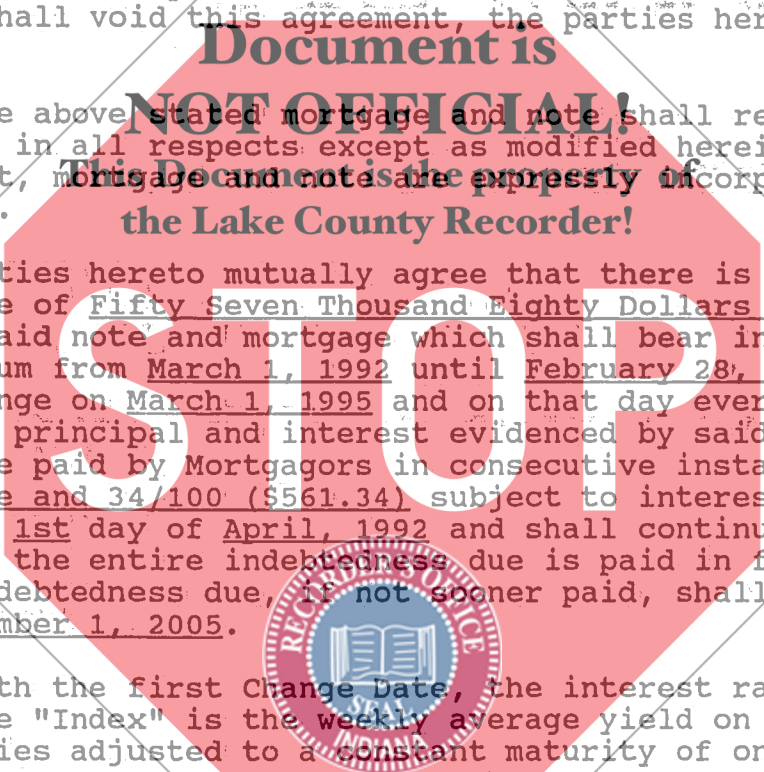 hall void this agreement, the parties her
Document is
NOT OFFICIAL!
e above stated mortgage and note shall re
in all respects except as modified herei
This Document is the property of
t, mortgage and note are expressly incorp
.
the Lake County Recorder!
ties hereto mutually agree that there is
e of Fifty Seven Thousand Eighty Dollars
aid note and mortgage which shall bear in
um from March 1, 1992 until February 28,
nge on March 1, 1995 and on that day ever
principal and interest evidenced by said
e paid by Mortgagors in consecutive insta
e and 34/100 ($561.34) subject to interes
1st day of April, 1992 and shall continu
the entire indebtedness due is paid in f
debtedness due, if not sooner paid, shall
mber 1, 2005.
STOP
RECORDER'S OFFICE
SEAL
INDIANA
th the first Change Date, the interest ra
e "Index" is the weekly average yield on
ies adjusted to a constant maturity of on